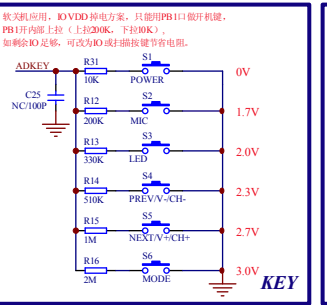 软关机应用，IOVDD掉电方案，只能用PB1口做开机键，
PB1开内部上拉（上拉200K，下拉10K），
如剩余IO足够，可改为IO或扫描按键节省电阻。
ADKEY
R31
S1
0V
10K
POWER
C25
NC/100P
R12
S2
1.7V
200K
MIC
R13
S3
2.0V
330K
LED
R14
S4
2.3V
510K
PREV/V-/CH-
R15
S5
2.7V
1M
NEXT/V+/CH+
R16
S6
3.0V
2M
MODE
KEY